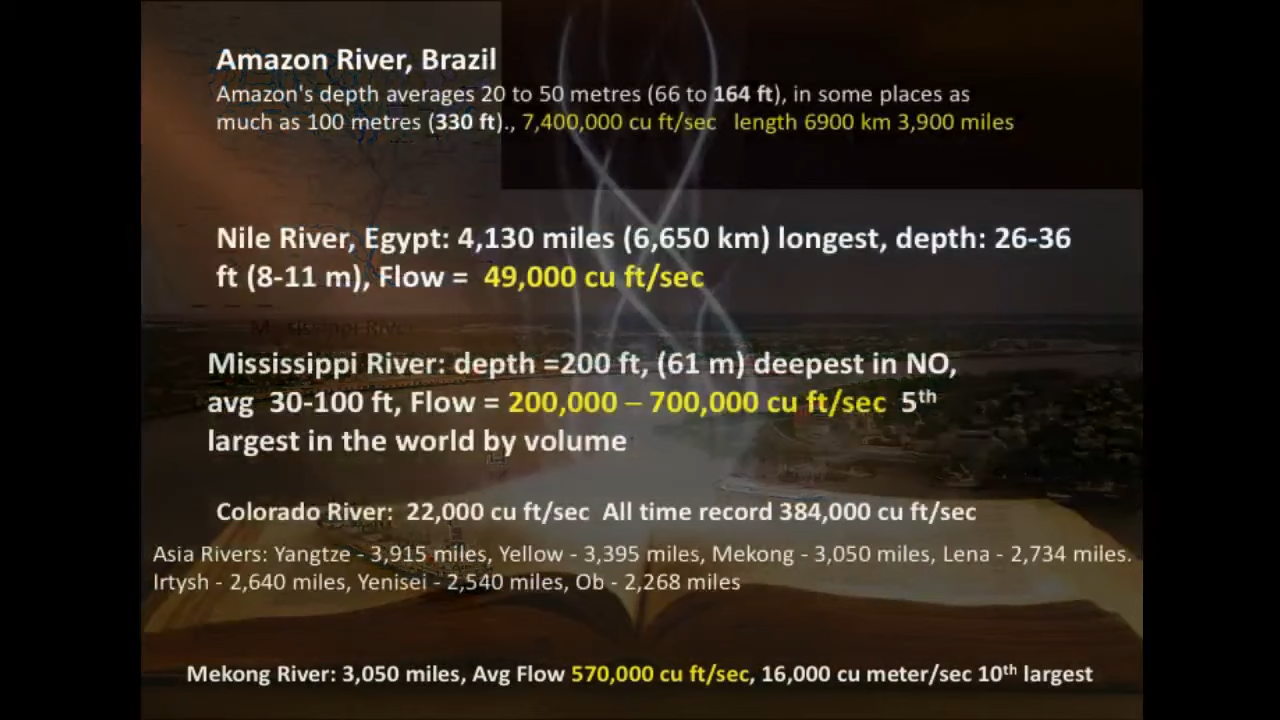 Amazon River, Brazil
Amazon's depth averages 20 to 50 metres (66 to 164 ft), in some places as
much as 100 metres (330 ft)., 7,400,000 cu ft/sec length 6900 km 3,900 miles
Nile River, Egypt: 4,130 miles (6,650 km) longest, depth: 26-36
ft (8-11 m), Flow = 49,000 cu ft/sec
Mississippi River
Mississippi River: depth =200 ft, (61 m) deepest in NO,
avg 30-100 ft, Flow = 200,000 – 700,000 cu ft/sec 5th
largest in the world by volume
Colorado River: 22,000 cu ft/sec All time record 384,000 cu ft/sec
Asia Rivers: Yangtze - 3,915 miles, Yellow - 3,395 miles, Mekong - 3,050 miles, Lena - 2,734 miles.
Irtysh - 2,640 miles, Yenisei - 2,540 miles, Ob - 2,268 miles
Mekong River: 3,050 miles, Avg Flow 570,000 cu ft/sec, 16,000 cu meter/sec 10th largest